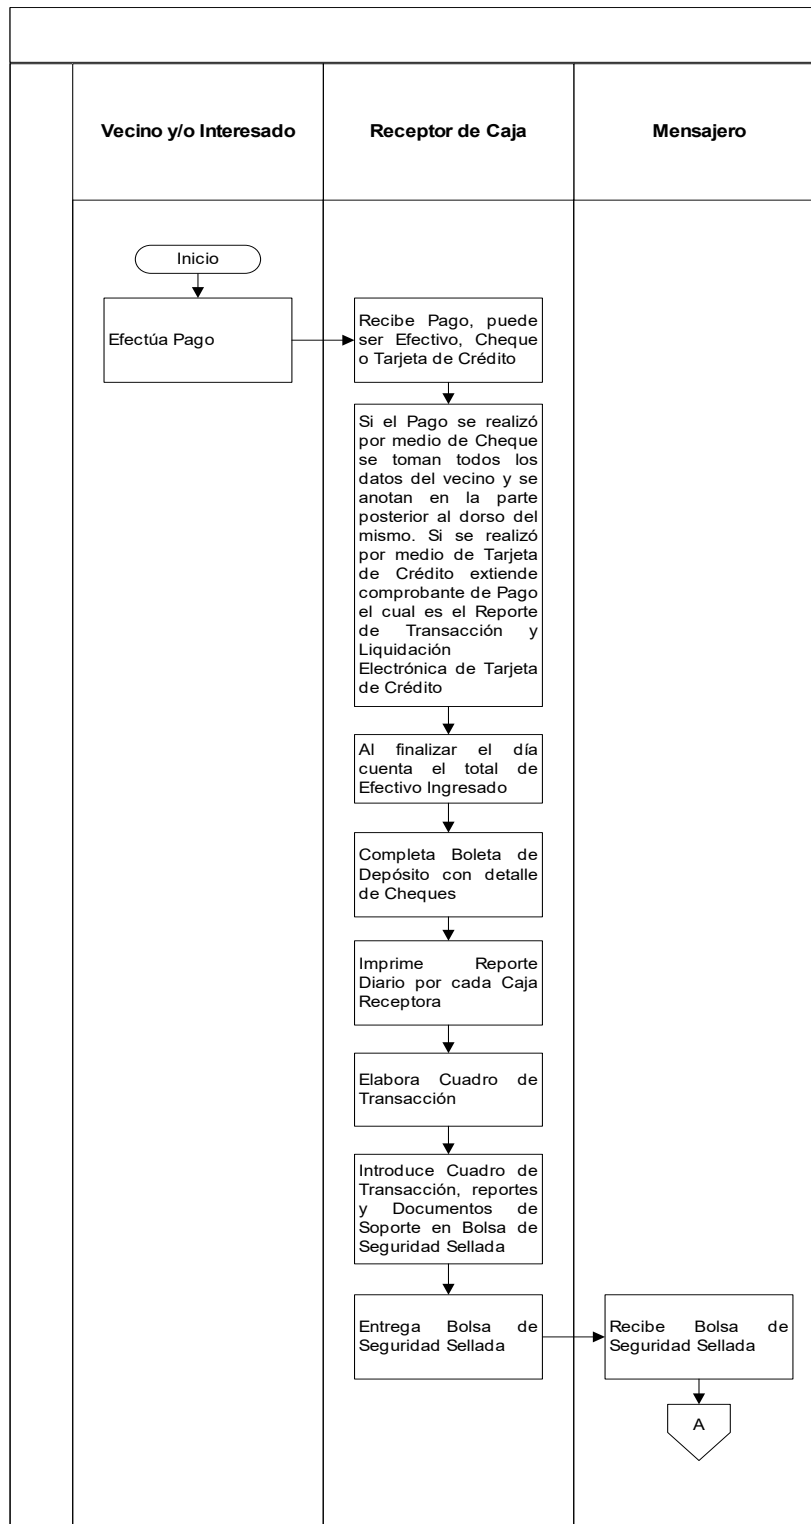 Vecino y/o Interesado
Receptor de Caja
Mensajero
Inicio
Efectúa Pago
Recibe Pago, puede
ser Efectivo, Cheque
o Tarjeta de Crédito
Si el Pago se realizó
por medio de Cheque
se toman todos los
datos del vecino y se
anotan en la parte
posterior al dorso del
mismo. Si se realizó
por medio de Tarjeta
de Crédito extiende
comprobante de Pago
el cual es el Reporte
de Transacción y
Liquidación
Electrónica de Tarjeta
de Crédito
Al finalizar el día
cuenta el total de
Efectivo Ingresado
Completa Boleta de
Depósito con detalle
de Cheques
Imprime Reporte
Diario por cada Caja
Receptora
Elabora Cuadro de
Transacción
Introduce Cuadro de
Transacción, reportes
y Documentos de
Soporte en Bolsa de
Seguridad Sellada
Entrega Bolsa de
Seguridad Sellada
Recibe Bolsa de
Seguridad Sellada
A